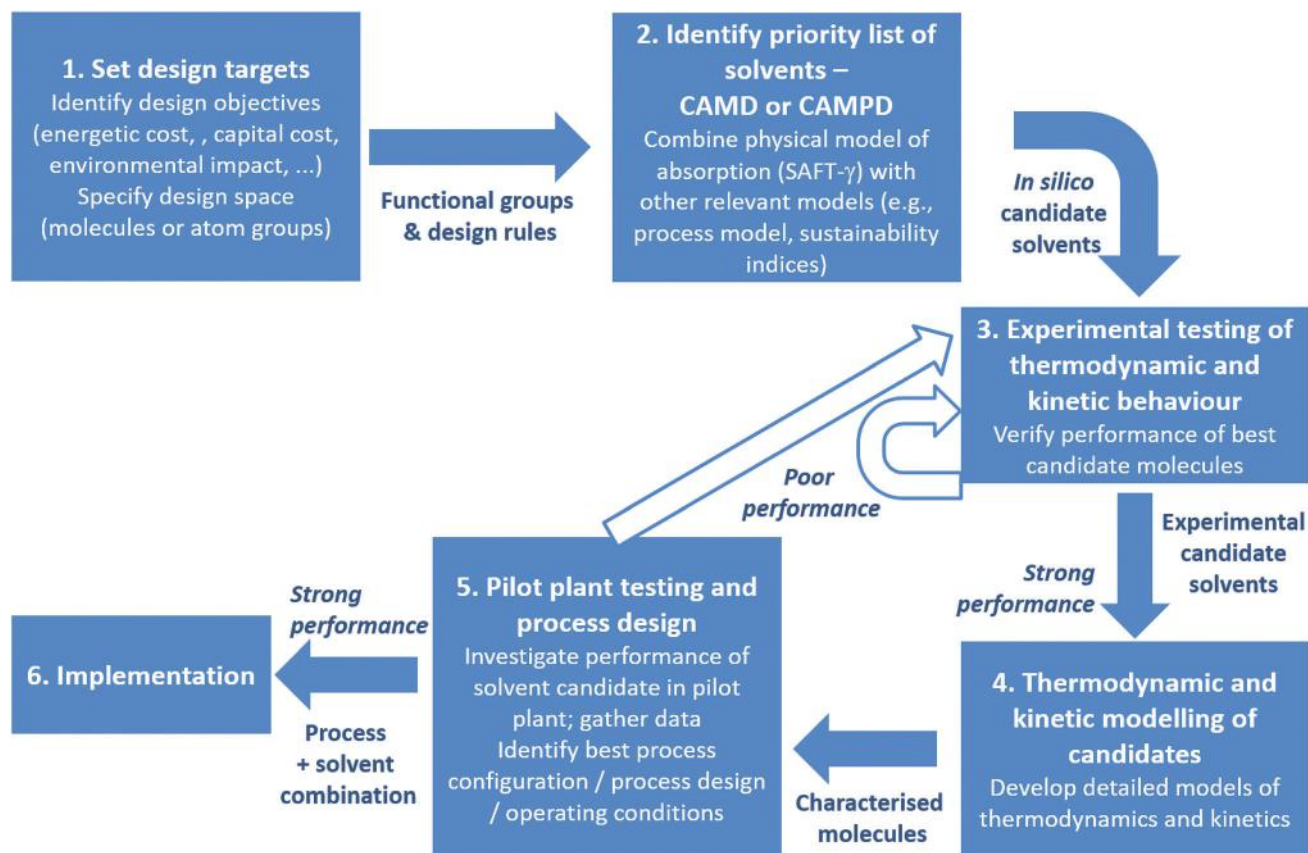 1. Set design targets
Identify design objectives
(energetic cost, , capital cost,
environmental impact, ...)
Specify design space
(molecules or atom groups)
Functional groups
& design rules
2. Identify priority list of
solvents –
CAMD or CAMPD
Combine physical model of
absorption (SAFT-γ) with
other relevant models (e.g.,
process model, sustainability
indices)
In silico
candidate
solvents
3. Experimental testing of
thermodynamic and
kinetic behaviour
Verify performance of best
candidate molecules
Poor
performance
Experimental
candidate
solvents
Strong
performance
4. Thermodynamic and
kinetic modelling of
candidates
Develop detailed models of
thermodynamics and kinetics
Characterised
molecules
5. Pilot plant testing and
process design
Investigate performance of
solvent candidate in pilot
plant; gather data
Identify best process
configuration / process design
/ operating conditions
Strong
performance
Process
+ solvent
combination
6. Implementation